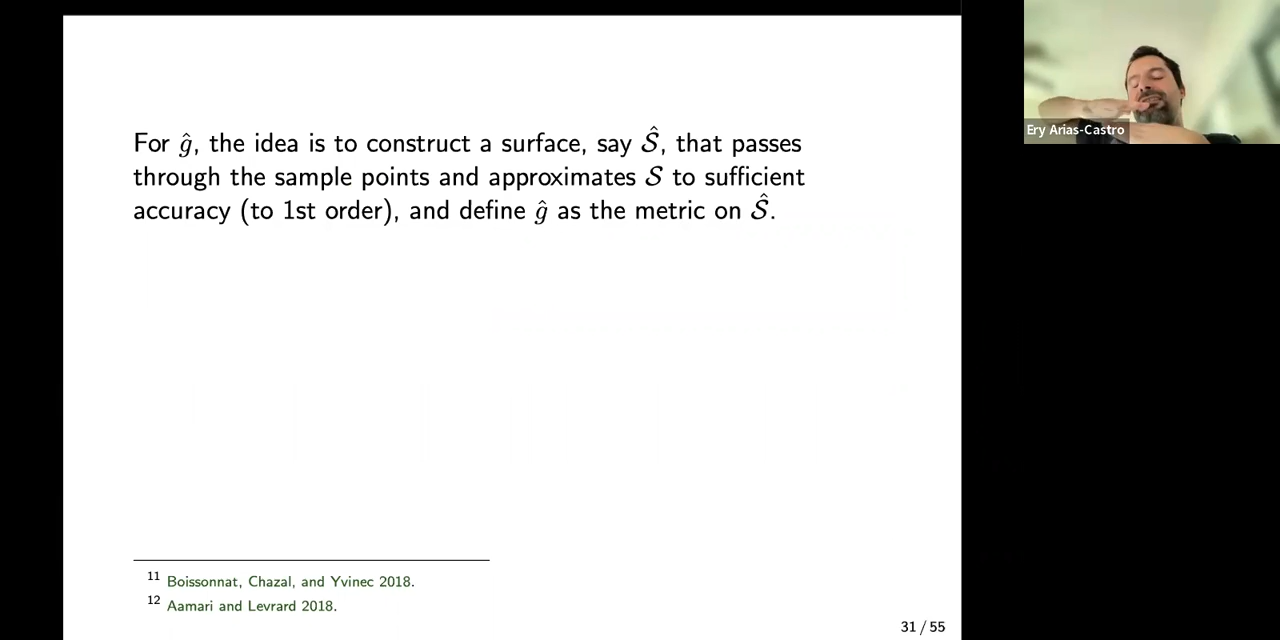 For ĝ, the idea is to construct a surface, say 𝒮̂, that passes
through the sample points and approximates 𝒮 to sufficient
accuracy (to 1st order), and define ĝ as the metric on 𝒮̂.
11 Boissonnat, Chazal, and Yvinec 2018.
12 Aamari and Levrard 2018.
31 / 55
Ery Arias-Castro